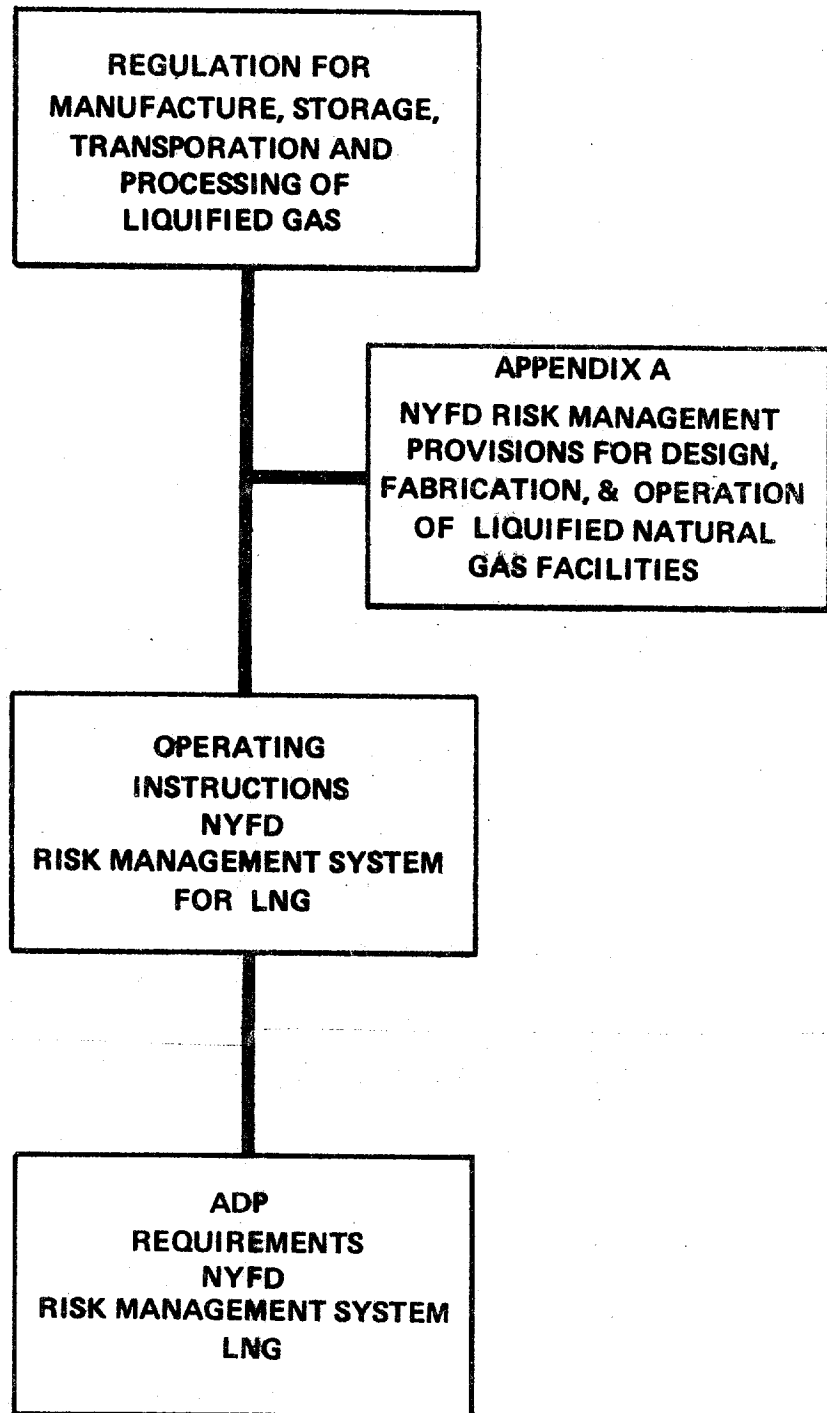 REGULATION FOR
MANUFACTURE, STORAGE,
TRANSPORATION AND
PROCESSING OF
LIQUIFIED GAS
APPENDIX A
NYFD RISK MANAGEMENT
PROVISIONS FOR DESIGN,
FABRICATION, & OPERATION
OF LIQUIFIED NATURAL
GAS FACILITIES
OPERATING
INSTRUCTIONS
NYFD
RISK MANAGEMENT SYSTEM
FOR LNG
ADP
REQUIREMENTS
NYFD
RISK MANAGEMENT SYSTEM
LNG